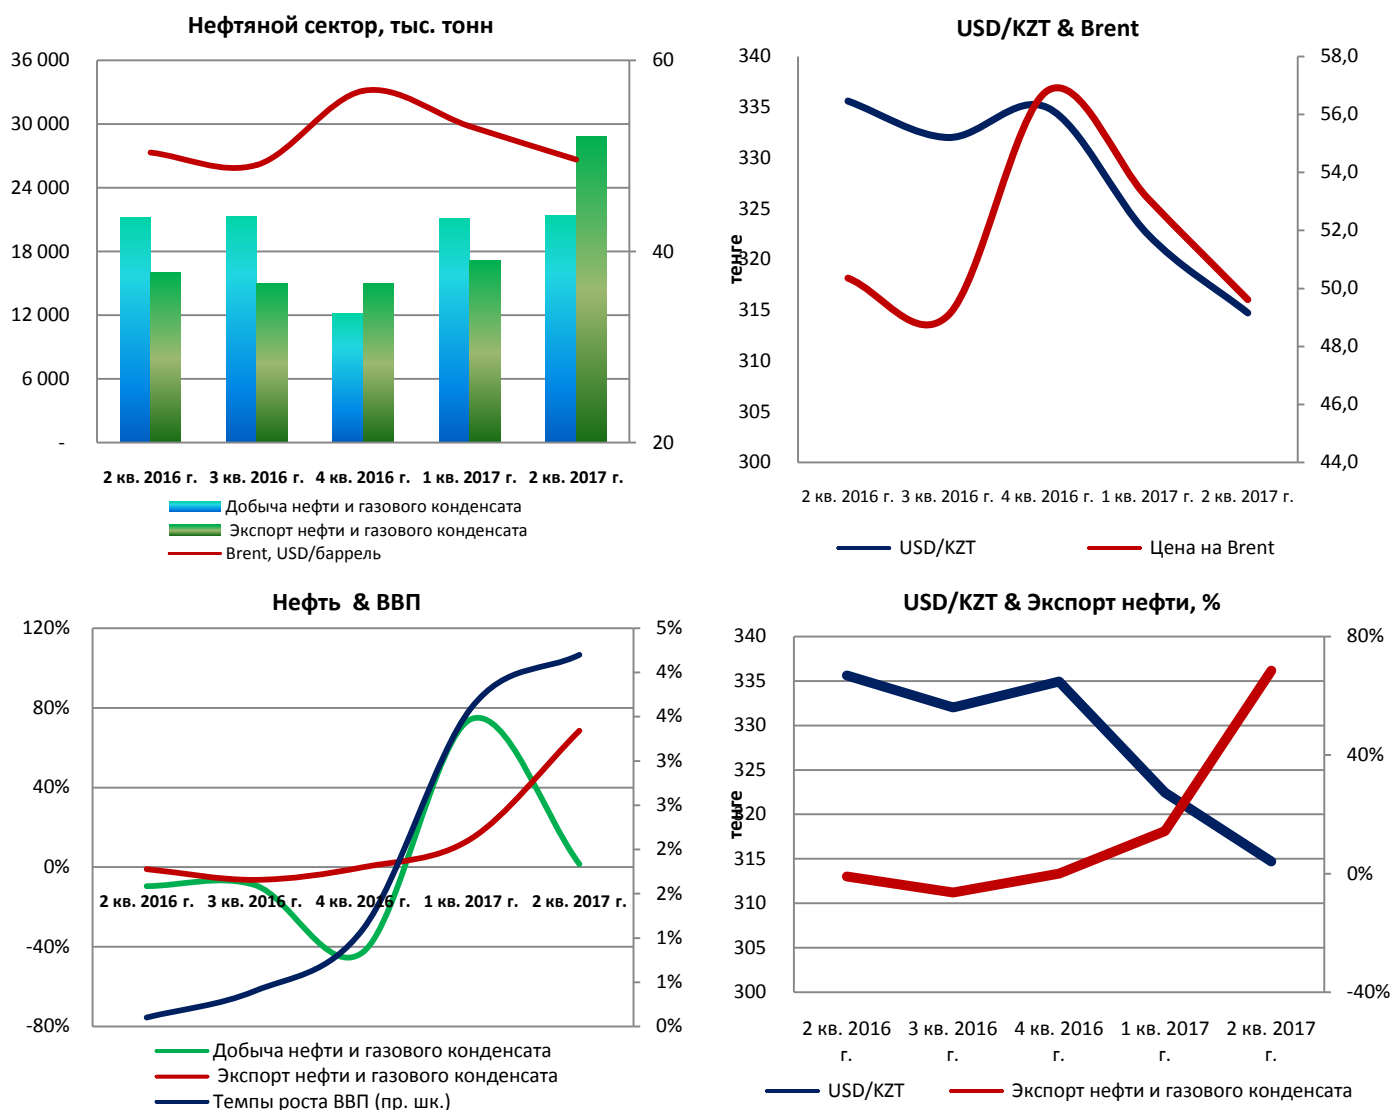 Нефтяной сектор, тыс. тонн
36 000
30 000
24 000
18 000
12 000
6 000
-
60
40
20
2 кв. 2016 г.
3 кв. 2016 г.
4 кв. 2016 г.
1 кв. 2017 г.
2 кв. 2017 г.
Добыча нефти и газового конденсата
Экспорт нефти и газового конденсата
Brent, USD/баррель
USD/KZT & Brent
340
335
330
325
320
315
310
305
300
тенге
58,0
56,0
54,0
52,0
50,0
48,0
46,0
44,0
2 кв. 2016 г.
3 кв. 2016 г.
4 кв. 2016 г.
1 кв. 2017 г.
2 кв. 2017 г.
USD/KZT
Цена на Brent
Нефть & ВВП
120%
80%
40%
0%
-40%
-80%
5%
4%
4%
3%
3%
2%
2%
1%
1%
0%
2 кв. 2016 г.
3 кв. 2016 г.
4 кв. 2016 г.
1 кв. 2017 г.
2 кв. 2017 г.
Добыча нефти и газового конденсата
Экспорт нефти и газового конденсата
Темпы роста ВВП (пр. шк.)
USD/KZT & Экспорт нефти, %
340
335
330
325
320
315
310
305
300
тенге
80%
40%
0%
-40%
2 кв. 2016
г.
3 кв. 2016
г.
4 кв. 2016
г.
1 кв. 2017
г.
2 кв. 2017
г.
USD/KZT
Экспорт нефти и газового конденсата